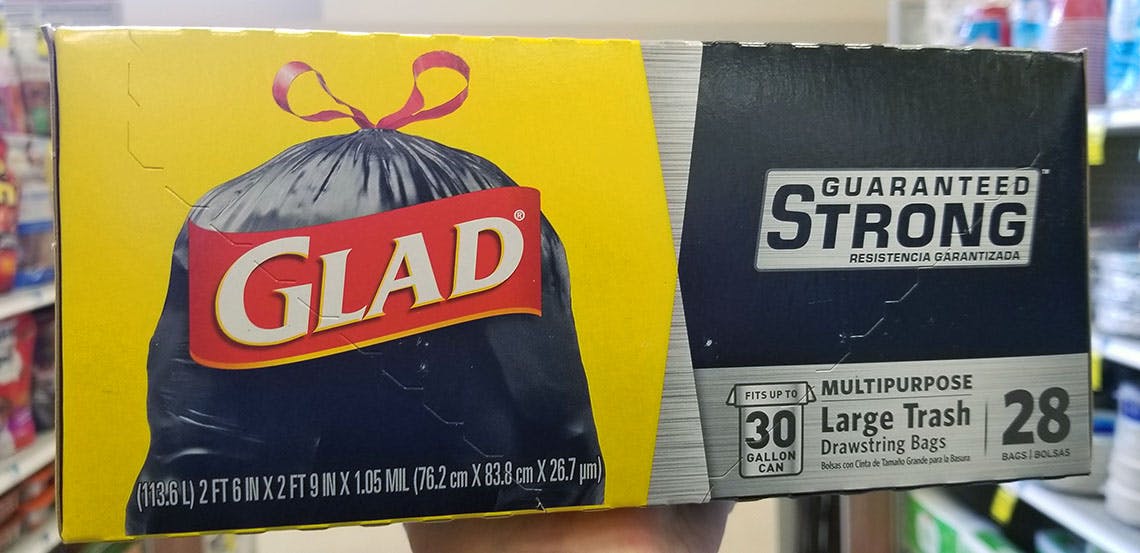 GLAD®
(113.6 L) 2 FT 6 IN X 2 FT 9 IN X 1.05 MIL (76.2 cm X 83.8 cm X 26.7 µm)
GUARANTEED
STRONG™
RESISTENCIA GARANTIZADA
FITS UP TO
30
GALLON
CAN
MULTIPURPOSE
Large Trash
Drawstring Bags
Bolsas con Cinta de Tamaño Grande para la Basura
28
BAGS | BOLSAS